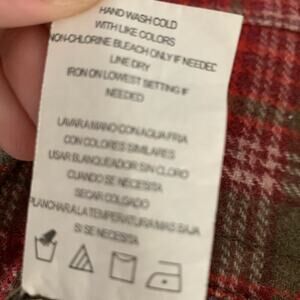 HAND WASH COLD
WITH LIKE COLORS
NON-CHLORINE BLEACH ONLY IF NEEDED
LINE DRY
IRON ON LOWEST SETTING IF
NEEDED
LAVAR A MANO CON AGUA FRIA
CON COLORES SIMILARES
USAR BLANQUEADOR SIN CLORO
CUANDO SE NECESITA
SECAR COLGADO
PLANCHAR A LA TEMPERATURA MAS BAJA
SI SE NECESITA